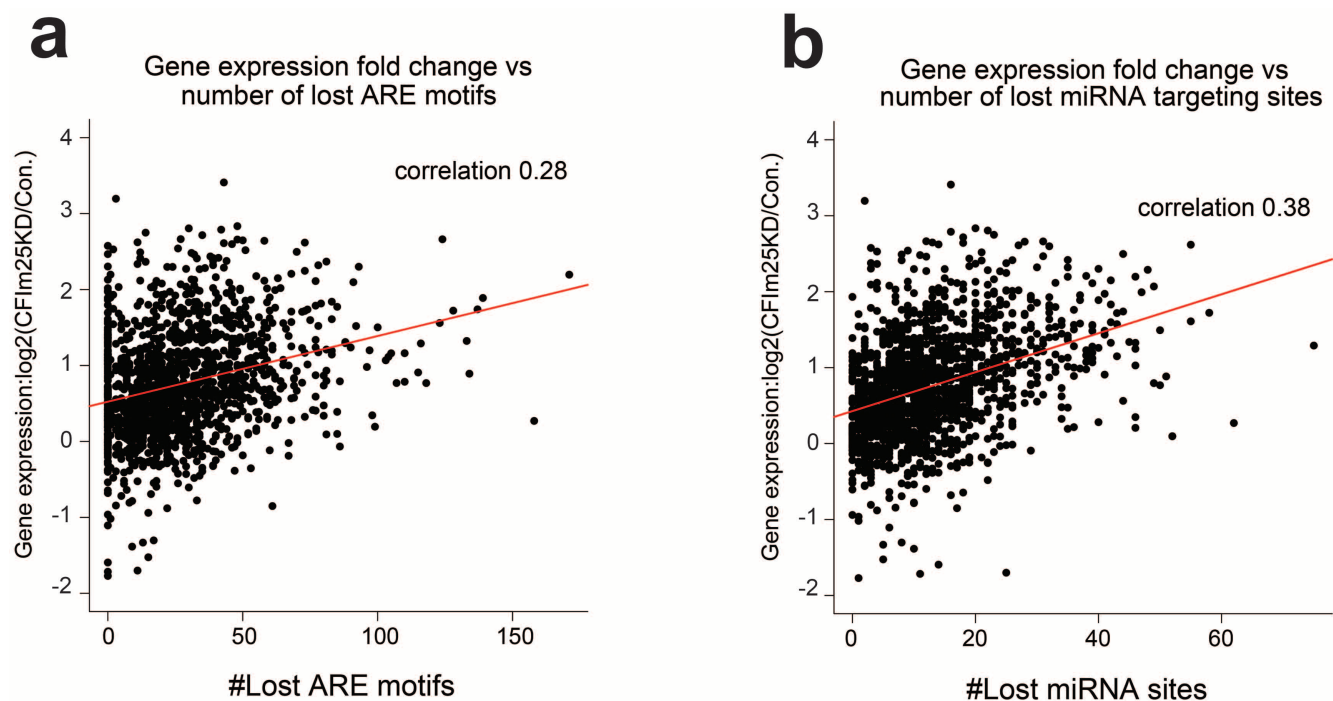 a
Gene expression fold change vs
number of lost ARE motifs
correlation 0.28
Gene expression:log2(CFIm25KD/Con.)
4
3
2
1
0
-1
-2
0
50
100
150
#Lost ARE motifs
b
Gene expression fold change vs
number of lost miRNA targeting sites
correlation 0.38
Gene expression:log2(CFIm25KD/Con.)
4
3
2
1
0
-1
-2
0
20
40
60
#Lost miRNA sites